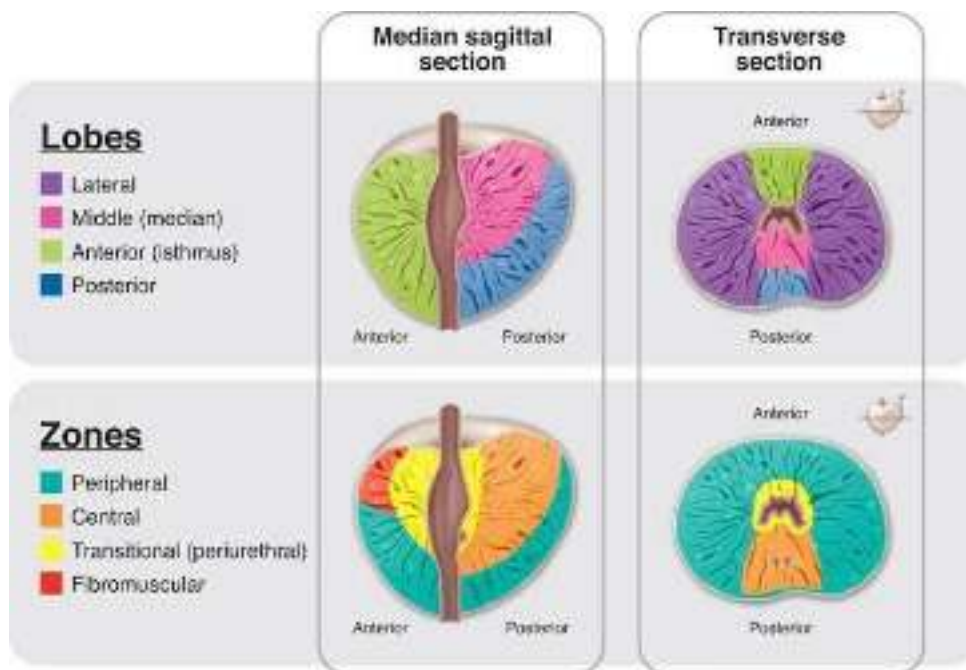 Median sagittal
section
Transverse
section
Lobes
Lateral
Middle (median)
Anterior (isthmus)
Posterior
Anterior
Posterior
Anterior
Posterior
Zones
Peripheral
Central
Transitional (periurethral)
Fibromuscular
Anterior
Posterior
Anterior
Posterior